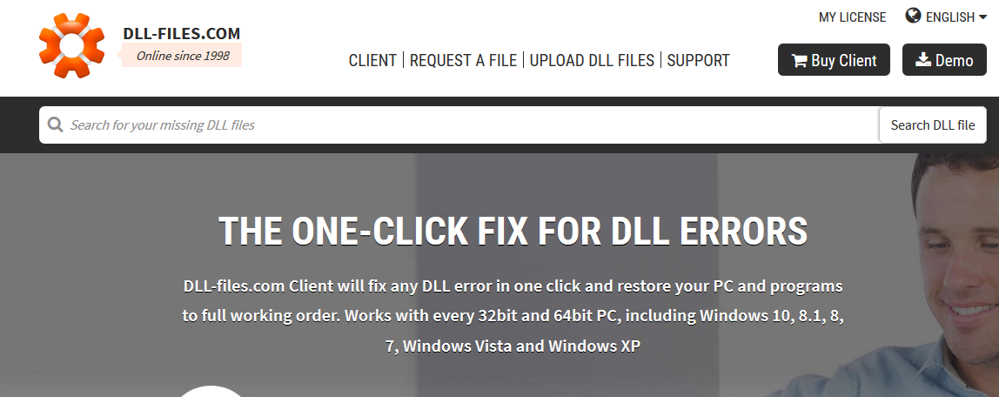 MY LICENSE ENGLISH
DLL-FILES.COM
Online since 1998
CLIENT | REQUEST A FILE | UPLOAD DLL FILES | SUPPORT
Buy Client Demo
Search for your missing DLL files
Search DLL file
THE ONE-CLICK FIX FOR DLL ERRORS
DLL-files.com Client will fix any DLL error in one click and restore your PC and programs
to full working order. Works with every 32bit and 64bit PC, including Windows 10, 8.1, 8,
7, Windows Vista and Windows XP